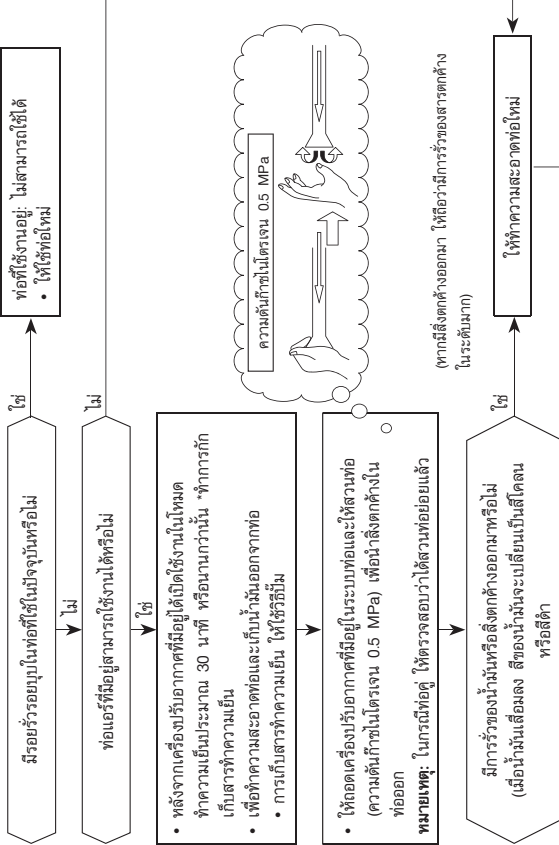 มีรอยรั่วรอยบุบในท่อที่ใช้ในปัจจุบันหรือไม่
ใช่
ท่อที่ใช้งานอยู่: ไม่สามารถใช้ได้
• ให้ใช้ท่อใหม่
ไม่
ท่อแอร์ที่มีอยู่สามารถใช้งานได้หรือไม่
ไม่
ใช่
• หลังจากเครื่องปรับอากาศที่มีอยู่ได้เปิดใช้งานในโหมด
ทำความเย็นประมาณ 30 นาที หรือนานกว่านั้น *ทำการกัก
เก็บสารทำความเย็น
• เพื่อทำความสะอาดท่อและเก็บน้ำมันออกจากท่อ
• การเก็บสารทำความเย็น ให้ใช้วิธีปั๊ม
ความดันก๊าซไนโตรเจน 0.5 MPa
• ให้ถอดเครื่องปรับอากาศที่มีอยู่ในระบบท่อและให้สวนท่อ
(ความดันก๊าซไนโตรเจน 0.5 MPa) เพื่อนำสิ่งตกค้างใน
ท่อออก
หมายเหตุ: ในกรณีท่อคู่ ให้ตรวจสอบว่าได้สวนท่อย่อยแล้ว
(หากมีสิ่งตกค้างออกมา ให้ถือว่ามีการรั่วของสารตกค้าง
ในระดับมาก)
มีการรั่วของน้ำมันหรือสิ่งตกค้างออกมาหรือไม่
(เมื่อน้ำมันเสื่อมลง สีของน้ำมันจะเปลี่ยนเป็นสีโคลน
หรือสีดำ
ใช่
ให้ทำความสะอาดท่อใหม่